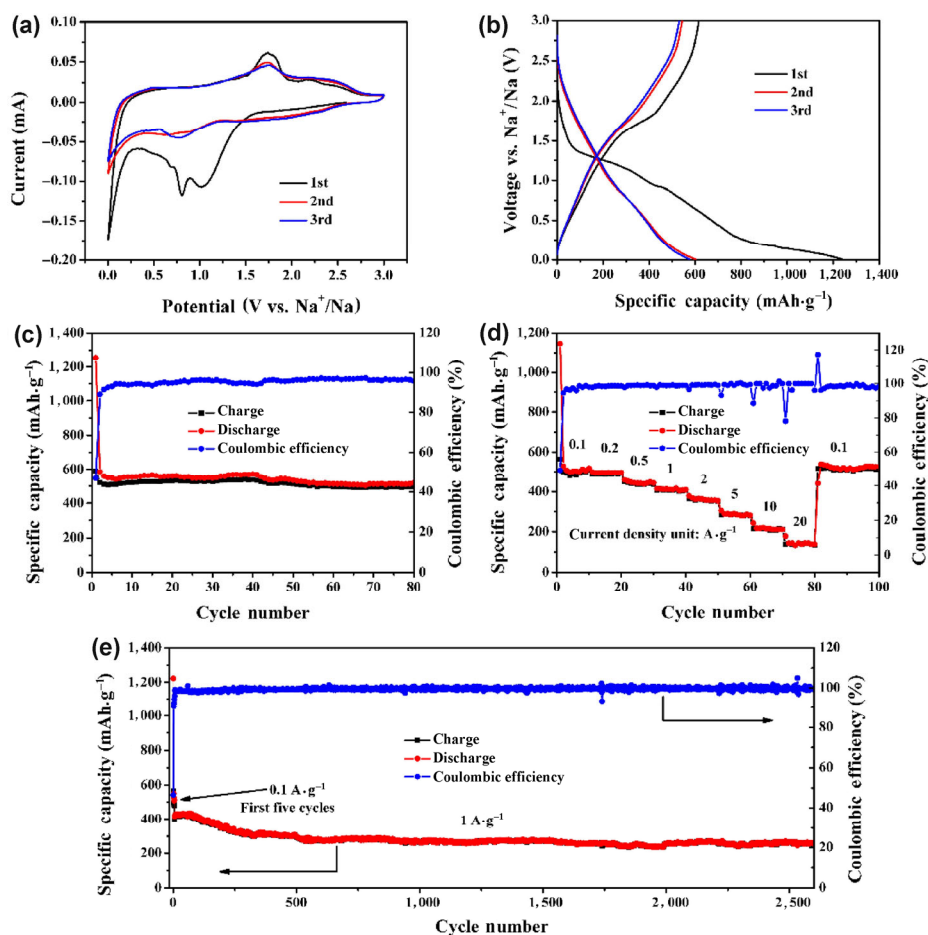 (a)
Current (mA)
0.10
0.05
0.00
−0.05
−0.10
−0.15
−0.20
1st
2nd
3rd
0.0 0.5 1.0 1.5 2.0 2.5 3.0
Potential (V vs. Na⁺/Na)
(b)
Voltage vs. Na⁺/Na (V)
3.0
2.5
2.0
1.5
1.0
0.5
0.0
1st
2nd
3rd
0 200 400 600 800 1,000 1,200 1,400
Specific capacity (mAh·g⁻¹)
(c)
Specific capacity (mAh·g⁻¹)
1,400
1,200
1,000
800
600
400
200
0
Charge
Discharge
Coulombic efficiency
120
100
80
60
40
20
0
Coulombic efficiency (%)
0 10 20 30 40 50 60 70 80
Cycle number
(d)
Specific capacity (mAh·g⁻¹)
1,200
1,000
800
600
400
200
0
Charge
Discharge
Coulombic efficiency
0.1 0.2 0.5 1 2 5 10 20 0.1
Current density unit: A·g⁻¹
120
100
80
60
40
20
0
Coulombic efficiency (%)
0 20 40 60 80 100
Cycle number
(e)
Specific capacity (mAh·g⁻¹)
1,400
1,200
1,000
800
600
400
200
0
Charge
Discharge
Coulombic efficiency
0.1 A·g⁻¹
First five cycles
1 A·g⁻¹
120
100
80
60
40
20
0
Coulombic efficiency (%)
0 500 1,000 1,500 2,000 2,500
Cycle number